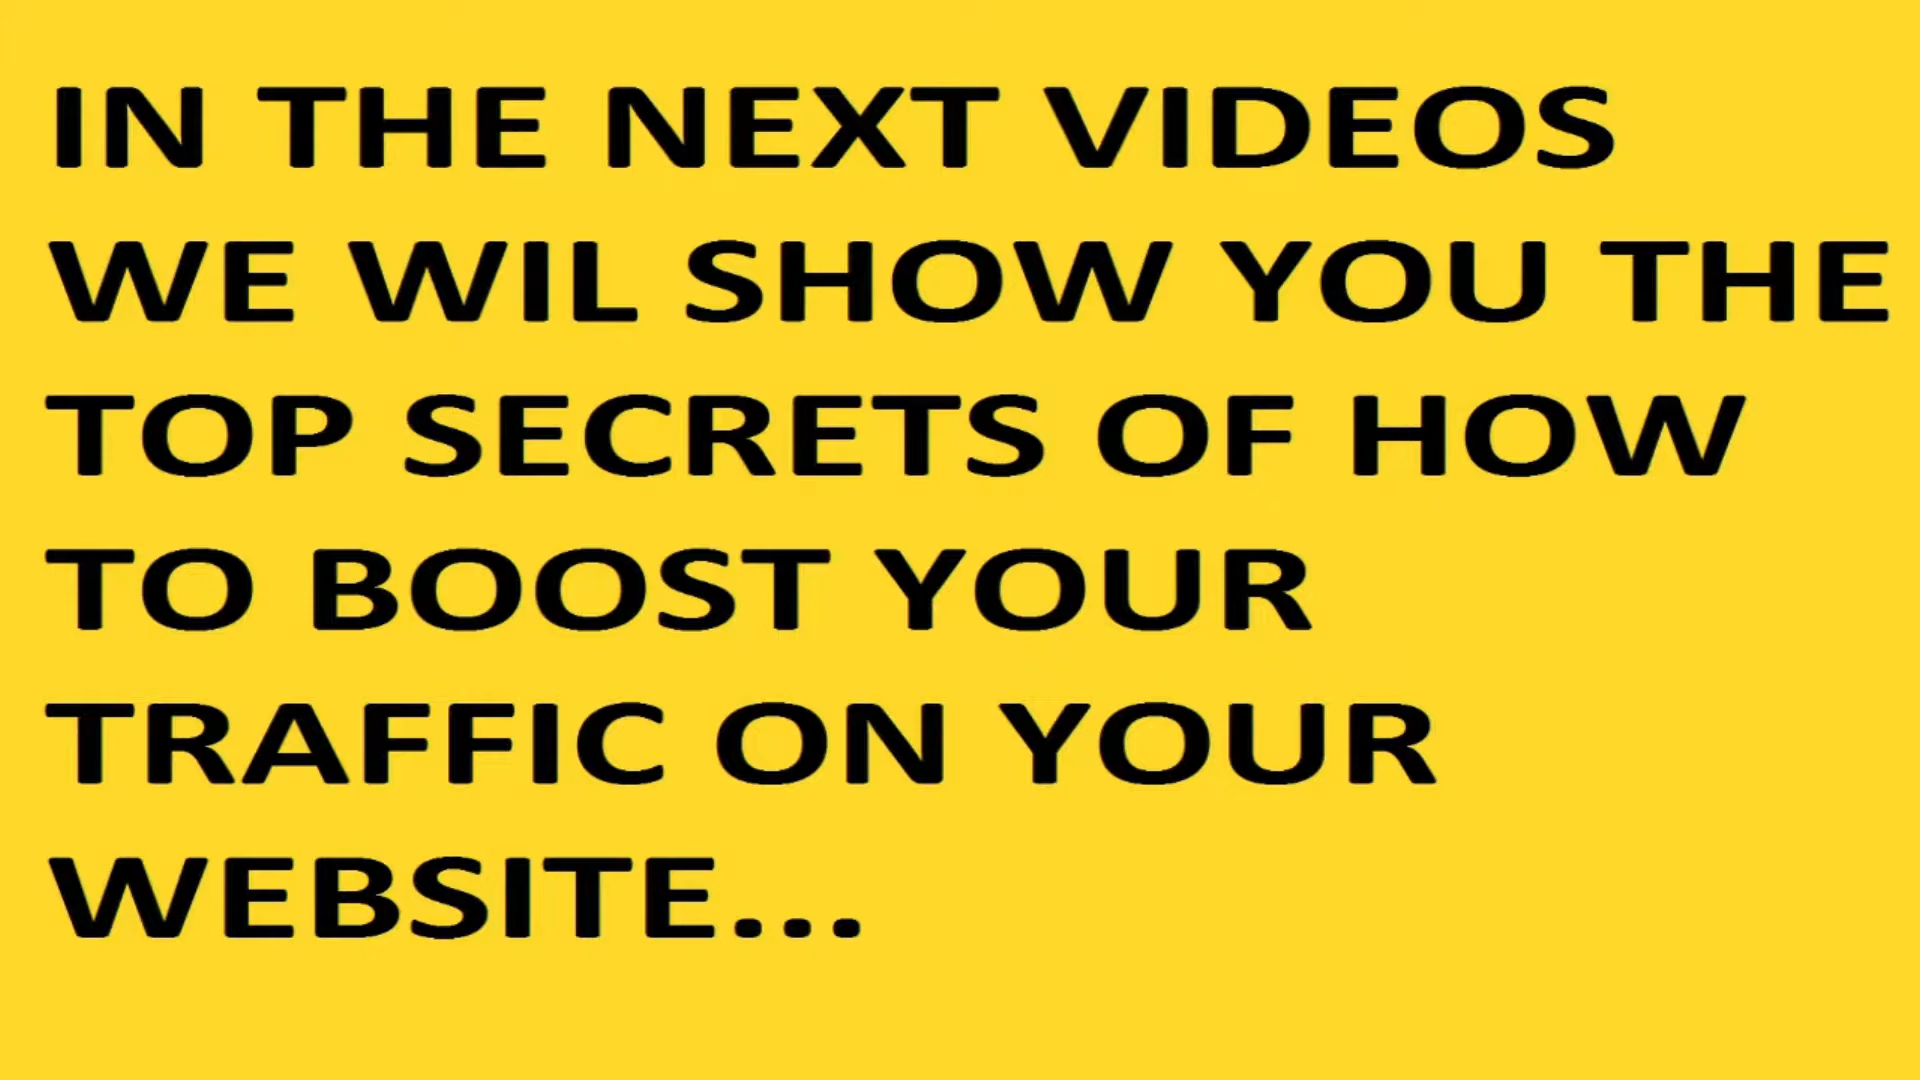 IN THE NEXT VIDEOS
WE WIL SHOW YOU THE
TOP SECRETS OF HOW
TO BOOST YOUR
TRAFFIC ON YOUR
WEBSITE...